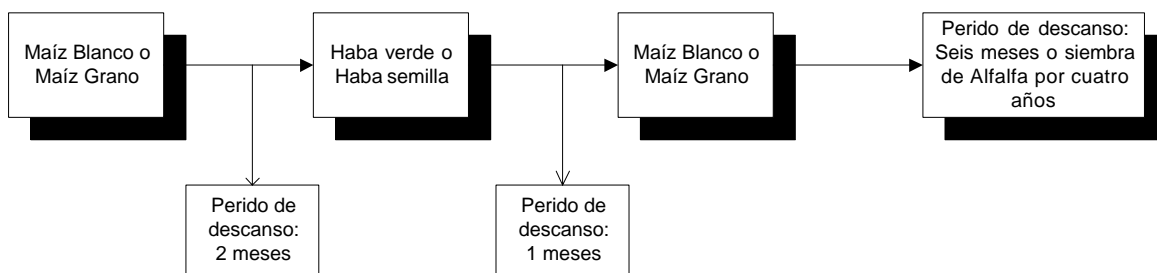 Maíz Blanco o
Maíz Grano
Haba verde o
Haba semilla
Maíz Blanco o
Maíz Grano
Perido de descanso:
Seis meses o siembra
de Alfalfa por cuatro
años
Perido de
descanso:
2 meses
Perido de
descanso:
1 meses